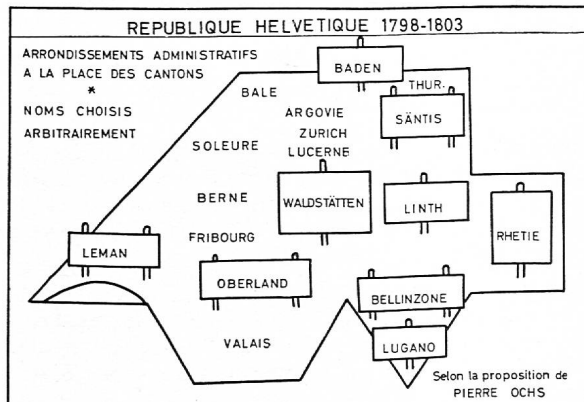 REPUBLIQUE HELVETIQUE 1798-1803
ARRONDISSEMENTS ADMINISTRATIFS
A LA PLACE DES CANTONS
*
NOMS CHOISIS
ARBITRAIREMENT
BADEN
BALE
THUR.
ARGOVIE
SÄNTIS
ZURICH
SOLEURE
LUCERNE
BERNE
WALDSTÄTTEN
LINTH
RHETIE
FRIBOURG
LEMAN
OBERLAND
BELLINZONE
VALAIS
LUGANO
Selon la proposition de
PIERRE OCHS